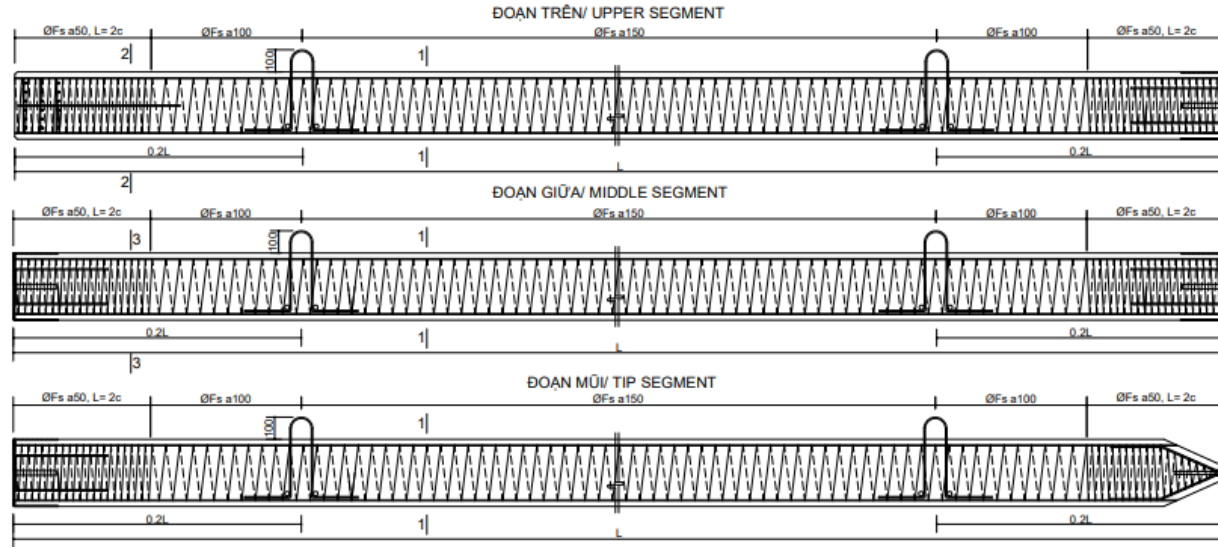 ĐOẠN TRÊN/ UPPER SEGMENT
ØFs a50, L= 2c ØFs a100 ØFs a150 ØFs a100 ØFs a50, L= 2c
2 100 1
0.2L 1 0.2L
L
2
ĐOẠN GIỮA/ MIDDLE SEGMENT
ØFs a50, L= 2c ØFs a100 ØFs a150 ØFs a100 ØFs a50, L= 2c
3 100 1
0.2L 1 0.2L
L
3
ĐOẠN MŨI/ TIP SEGMENT
ØFs a50, L= 2c ØFs a100 ØFs a150 ØFs a100 ØFs a50, L= 2c
100 1
0.2L 1 0.2L
L